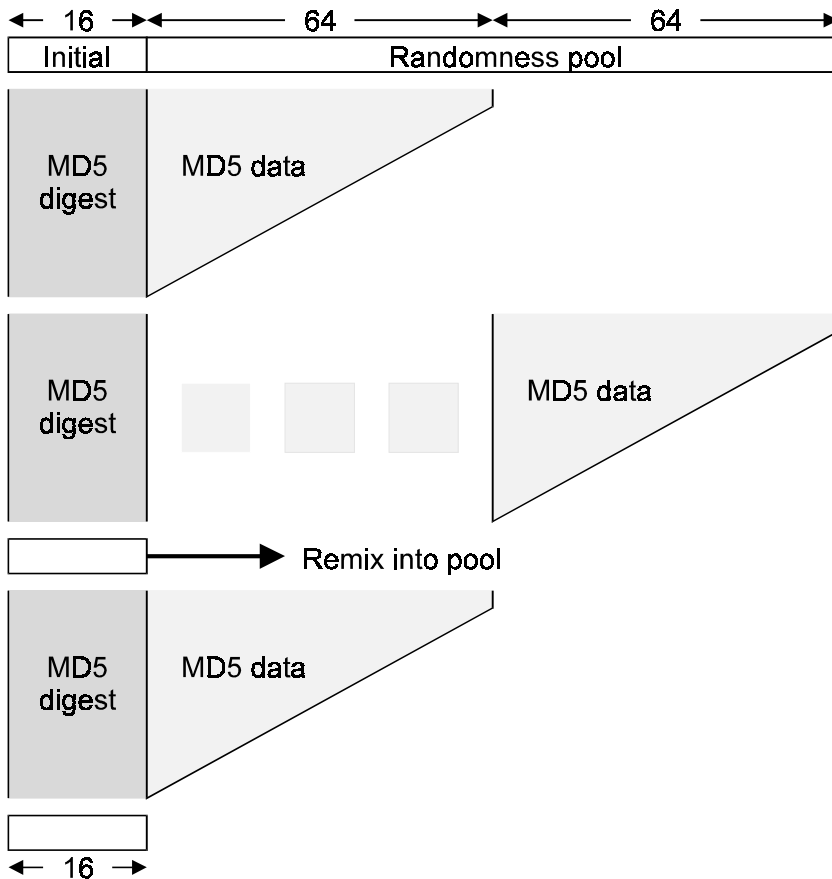 16 64 64
Initial Randomness pool
MD5
digest
MD5 data
MD5
digest
MD5 data
Remix into pool
MD5
digest
MD5 data
16